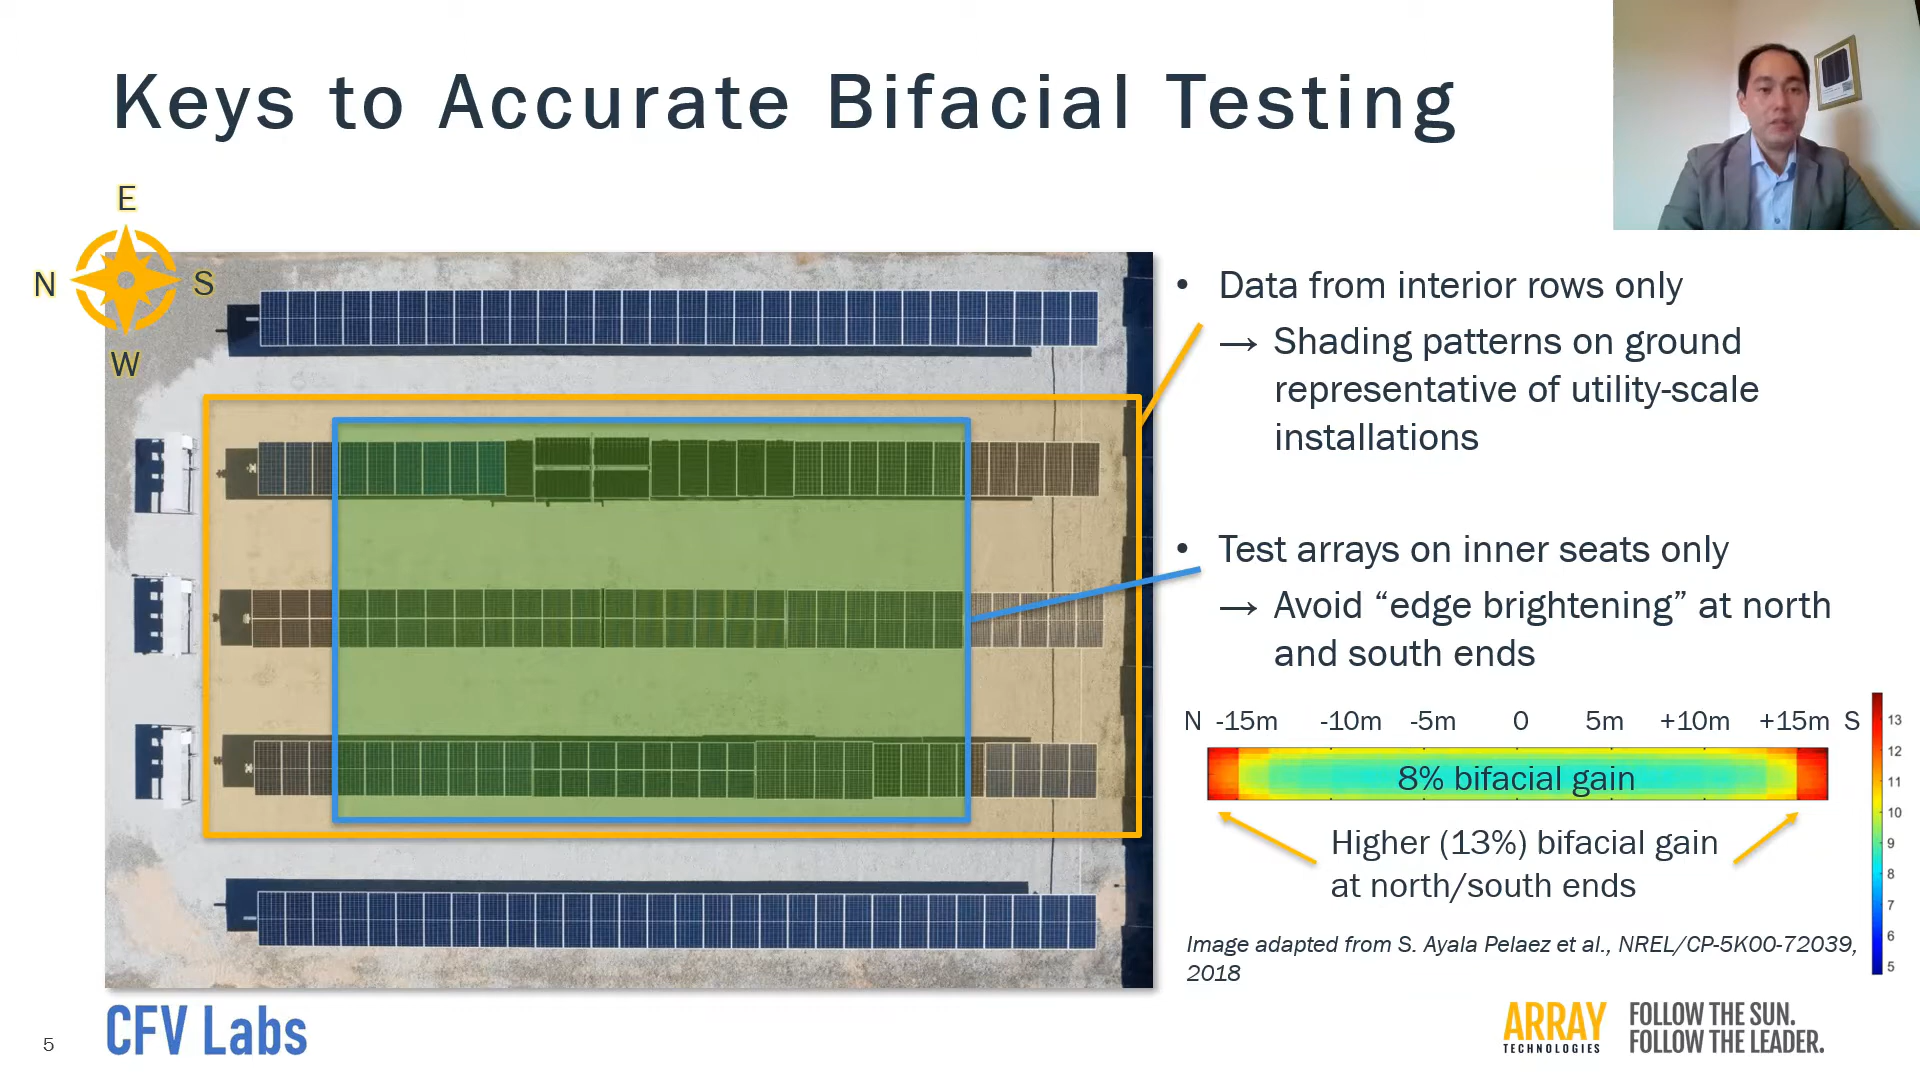 Keys to Accurate Bifacial Testing
E
N
S
W
• Data from interior rows only
→ Shading patterns on ground
representative of utility-scale
installations
• Test arrays on inner seats only
→ Avoid “edge brightening” at north
and south ends
N -15m -10m -5m 0 5m +10m +15m S
8% bifacial gain
Higher (13%) bifacial gain
at north/south ends
13
12
11
10
9
8
7
6
5
Image adapted from S. Ayala Pelaez et al., NREL/CP-5K00-72039,
2018
5
CFV Labs
ARRAY
TECHNOLOGIES
FOLLOW THE SUN.
FOLLOW THE LEADER.